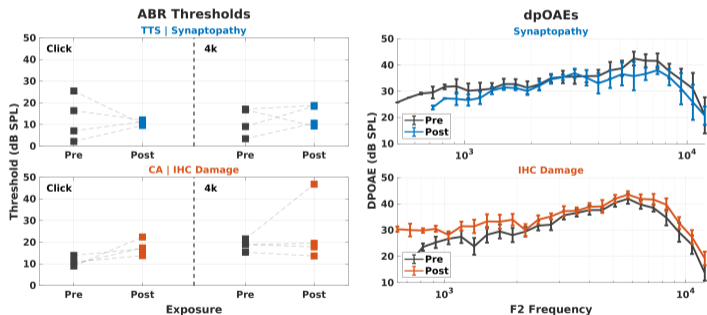 ABR Thresholds
TTS | Synaptopathy
50
40
30
20
10
0
Click
4k
Pre
Post
Pre
Post
CA | IHC Damage
50
40
30
20
10
0
Click
4k
Pre
Post
Pre
Post
Threshold (dB SPL)
Exposure
dpOAEs
Synaptopathy
50
40
30
20
10
Pre
Post
10³
10⁴
IHC Damage
50
40
30
20
10
Pre
Post
10³
10⁴
DPOAE (dB SPL)
F2 Frequency